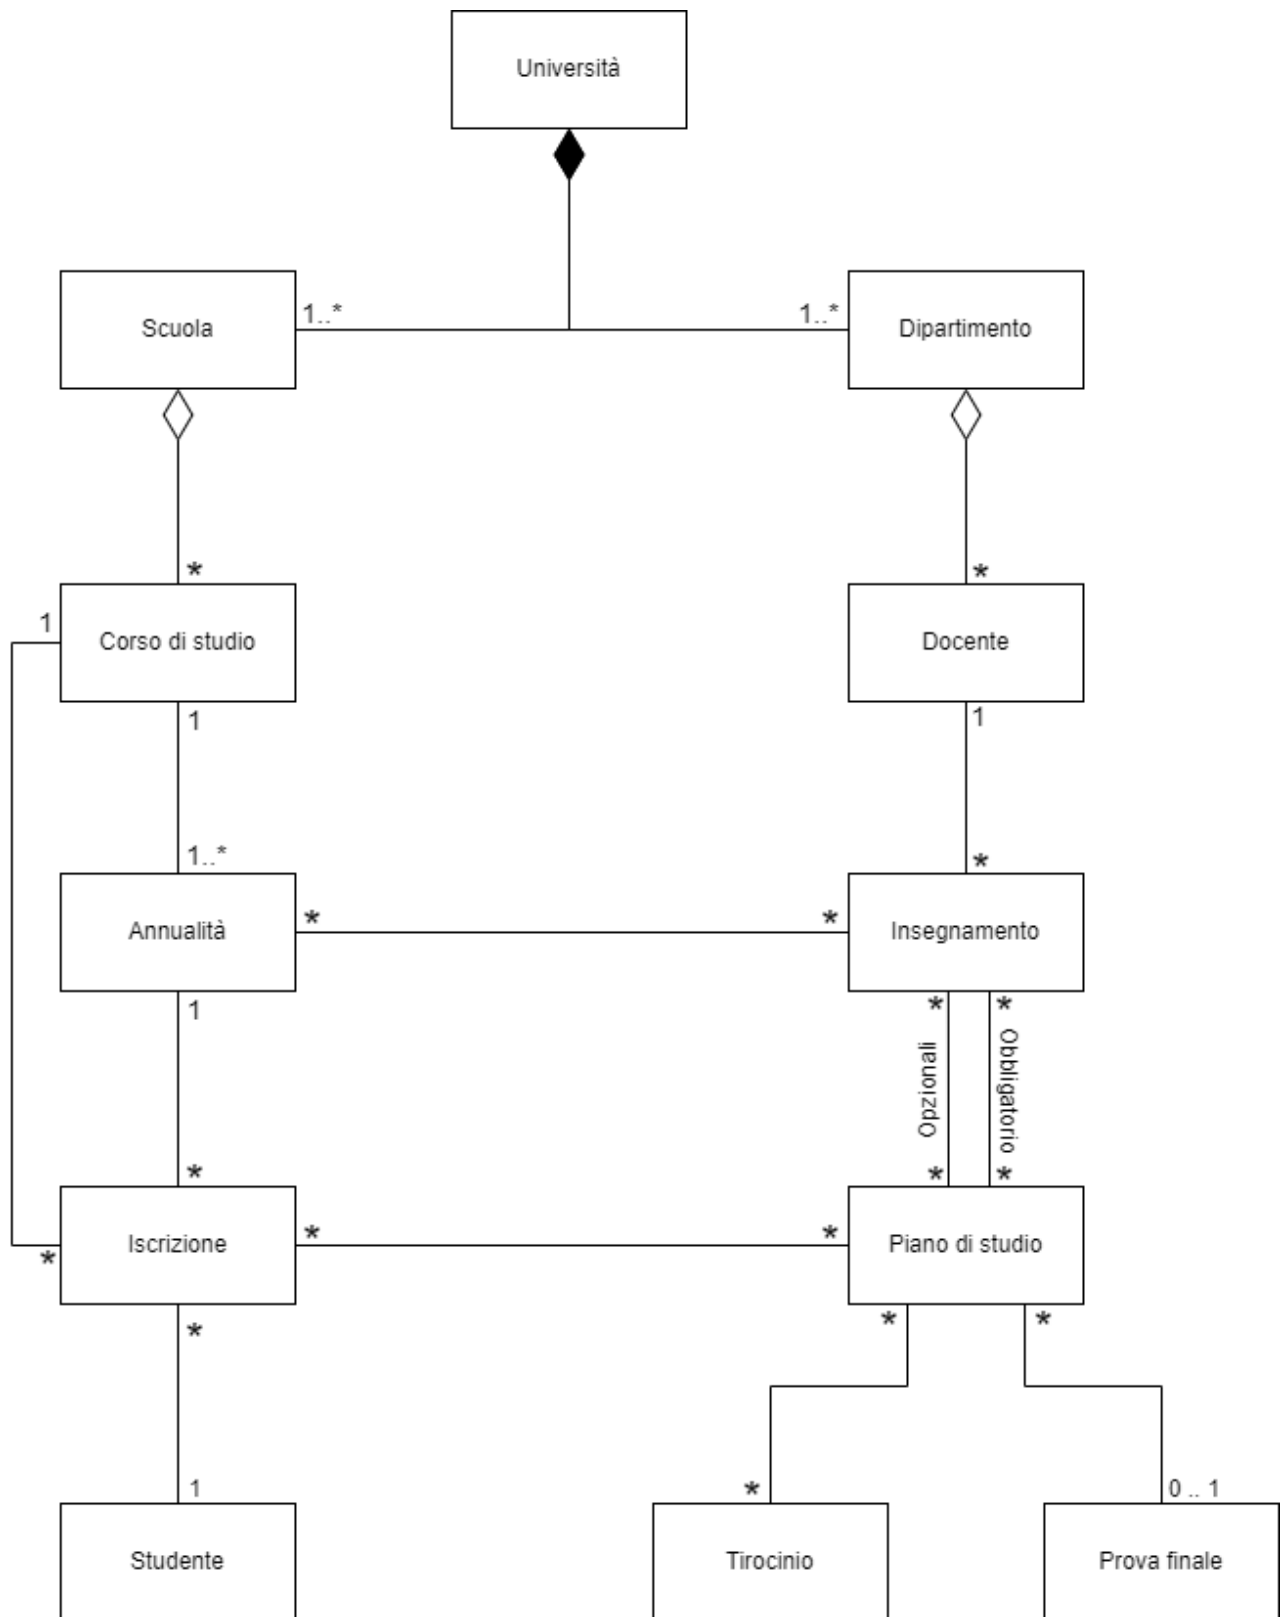 Università
Scuola
1..*
1..*
Dipartimento
*
*
1
Corso di studio
Docente
1
1
1..*
*
Annualità
*
*
Insegnamento
1
*
*
Opzionali
Obbligatorio
*
*
*
Iscrizione
*
*
Piano di studio
*
*
*
*
1
*
0 .. 1
Studente
Tirocinio
Prova finale